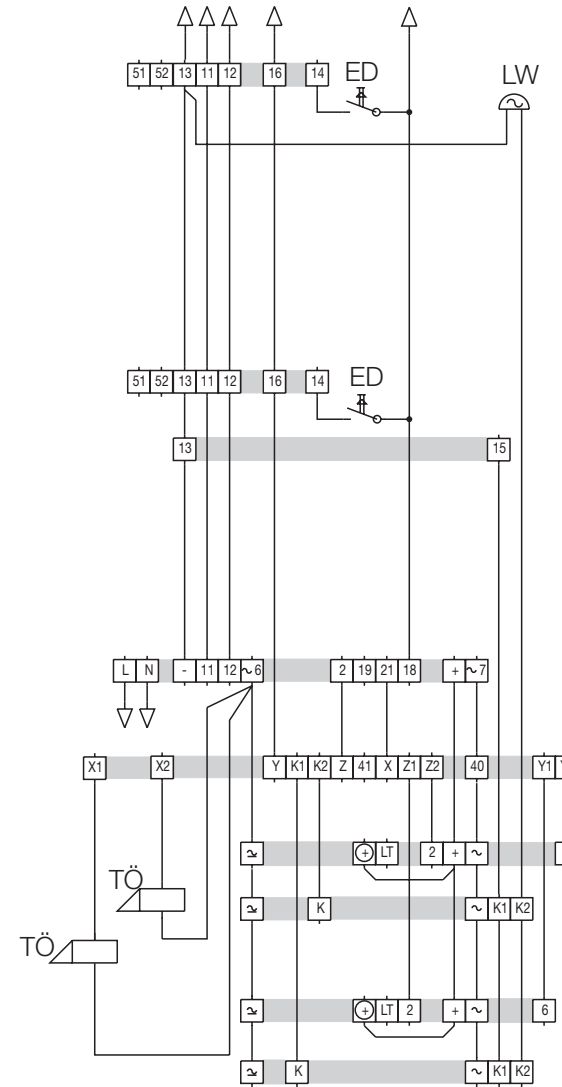 51 52 13 11 12 16 14 ED LW
51 52 13 11 12 16 14 ED
13 15
L N - 11 12 ~6 2 19 21 18 + ~7
X1 X2 Y K1 K2 Z 41 X Z1 Z2 40 Y1
+ LT 2 + ~
TÖ
K ~ K1 K2
TÖ
+ LT 2 + ~ 6
K ~ K1 K2